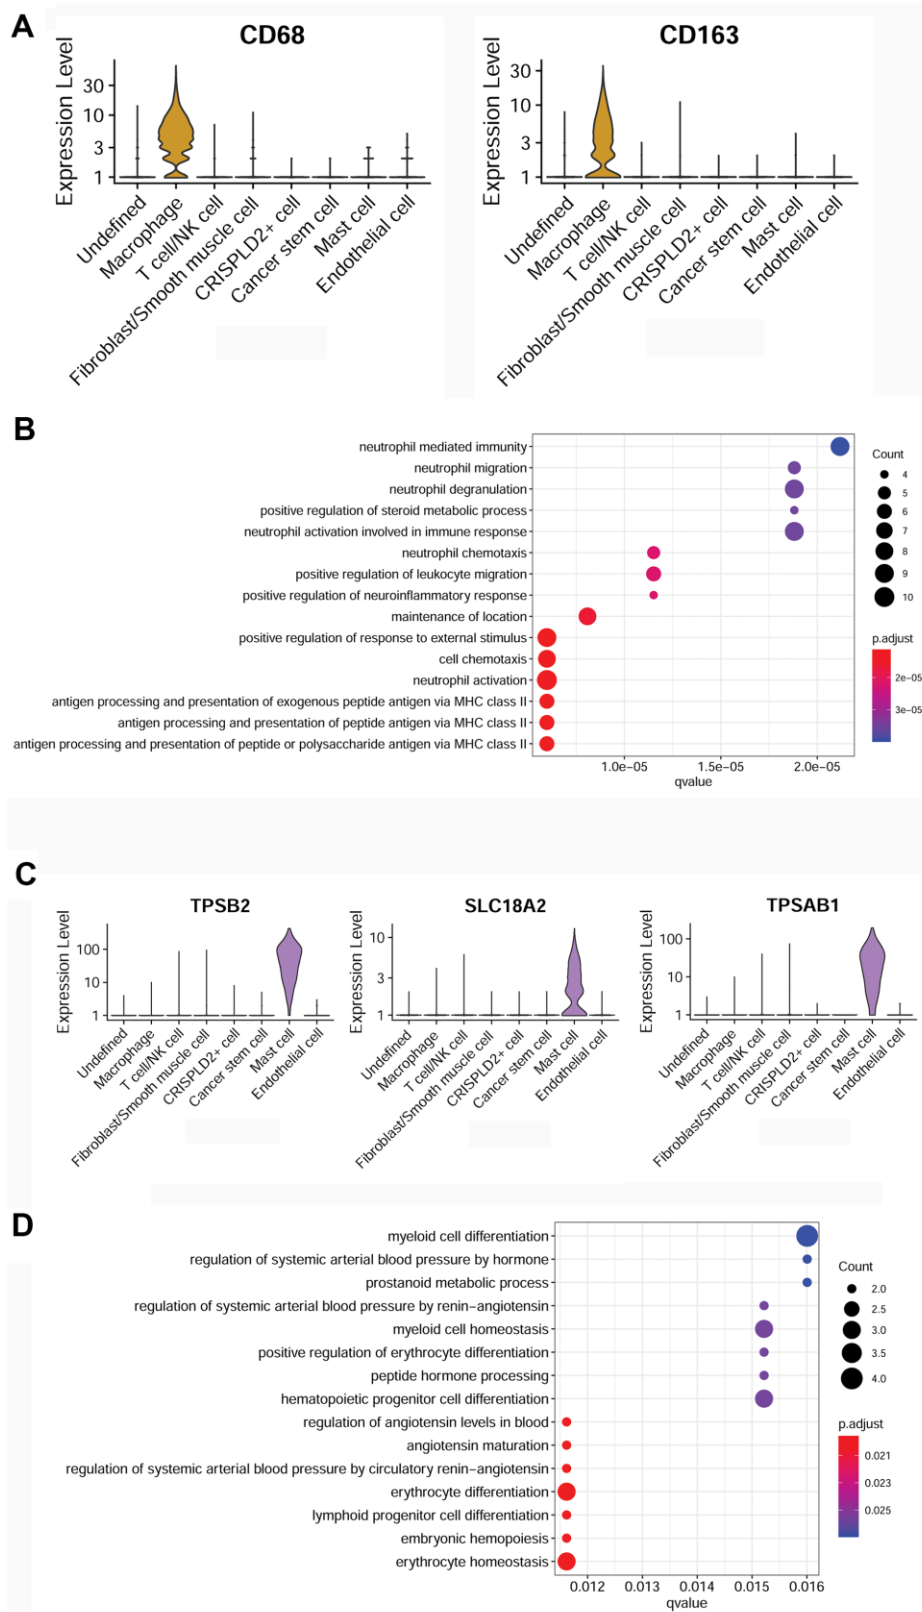 A
CD68
Expression Level
30
10
3
1
Undefined
Macrophage
T cell/NK cell
Fibroblast/Smooth muscle cell
CRISPLD2+ cell
Cancer stem cell
Mast cell
Endothelial cell
CD163
Expression Level
30
10
3
1
Undefined
Macrophage
T cell/NK cell
Fibroblast/Smooth muscle cell
CRISPLD2+ cell
Cancer stem cell
Mast cell
Endothelial cell
B
neutrophil mediated immunity
neutrophil migration
neutrophil degranulation
positive regulation of steroid metabolic process
neutrophil activation involved in immune response
neutrophil chemotaxis
positive regulation of leukocyte migration
positive regulation of neuroinflammatory response
maintenance of location
positive regulation of response to external stimulus
cell chemotaxis
neutrophil activation
antigen processing and presentation of exogenous peptide antigen via MHC class II
antigen processing and presentation of peptide antigen via MHC class II
antigen processing and presentation of peptide or polysaccharide antigen via MHC class II
1.0e-05 1.5e-05 2.0e-05
qvalue
Count
4
5
6
7
8
9
10
p.adjust
2e-05
3e-05
C
TPSB2
Expression Level
100
10
1
Undefined
Macrophage
T cell/NK cell
Fibroblast/Smooth muscle cell
CRISPLD2+ cell
Cancer stem cell
Mast cell
Endothelial cell
SLC18A2
Expression Level
10
3
1
Undefined
Macrophage
T cell/NK cell
Fibroblast/Smooth muscle cell
CRISPLD2+ cell
Cancer stem cell
Mast cell
Endothelial cell
TPSAB1
Expression Level
100
10
1
Undefined
Macrophage
T cell/NK cell
Fibroblast/Smooth muscle cell
CRISPLD2+ cell
Cancer stem cell
Mast cell
Endothelial cell
D
myeloid cell differentiation
regulation of systemic arterial blood pressure by hormone
prostanoid metabolic process
regulation of systemic arterial blood pressure by renin−angiotensin
myeloid cell homeostasis
positive regulation of erythrocyte differentiation
peptide hormone processing
hematopoietic progenitor cell differentiation
regulation of angiotensin levels in blood
angiotensin maturation
regulation of systemic arterial blood pressure by circulatory renin−angiotensin
erythrocyte differentiation
lymphoid progenitor cell differentiation
embryonic hemopoiesis
erythrocyte homeostasis
0.012 0.013 0.014 0.015 0.016
qvalue
Count
2.0
2.5
3.0
3.5
4.0
p.adjust
0.021
0.023
0.025